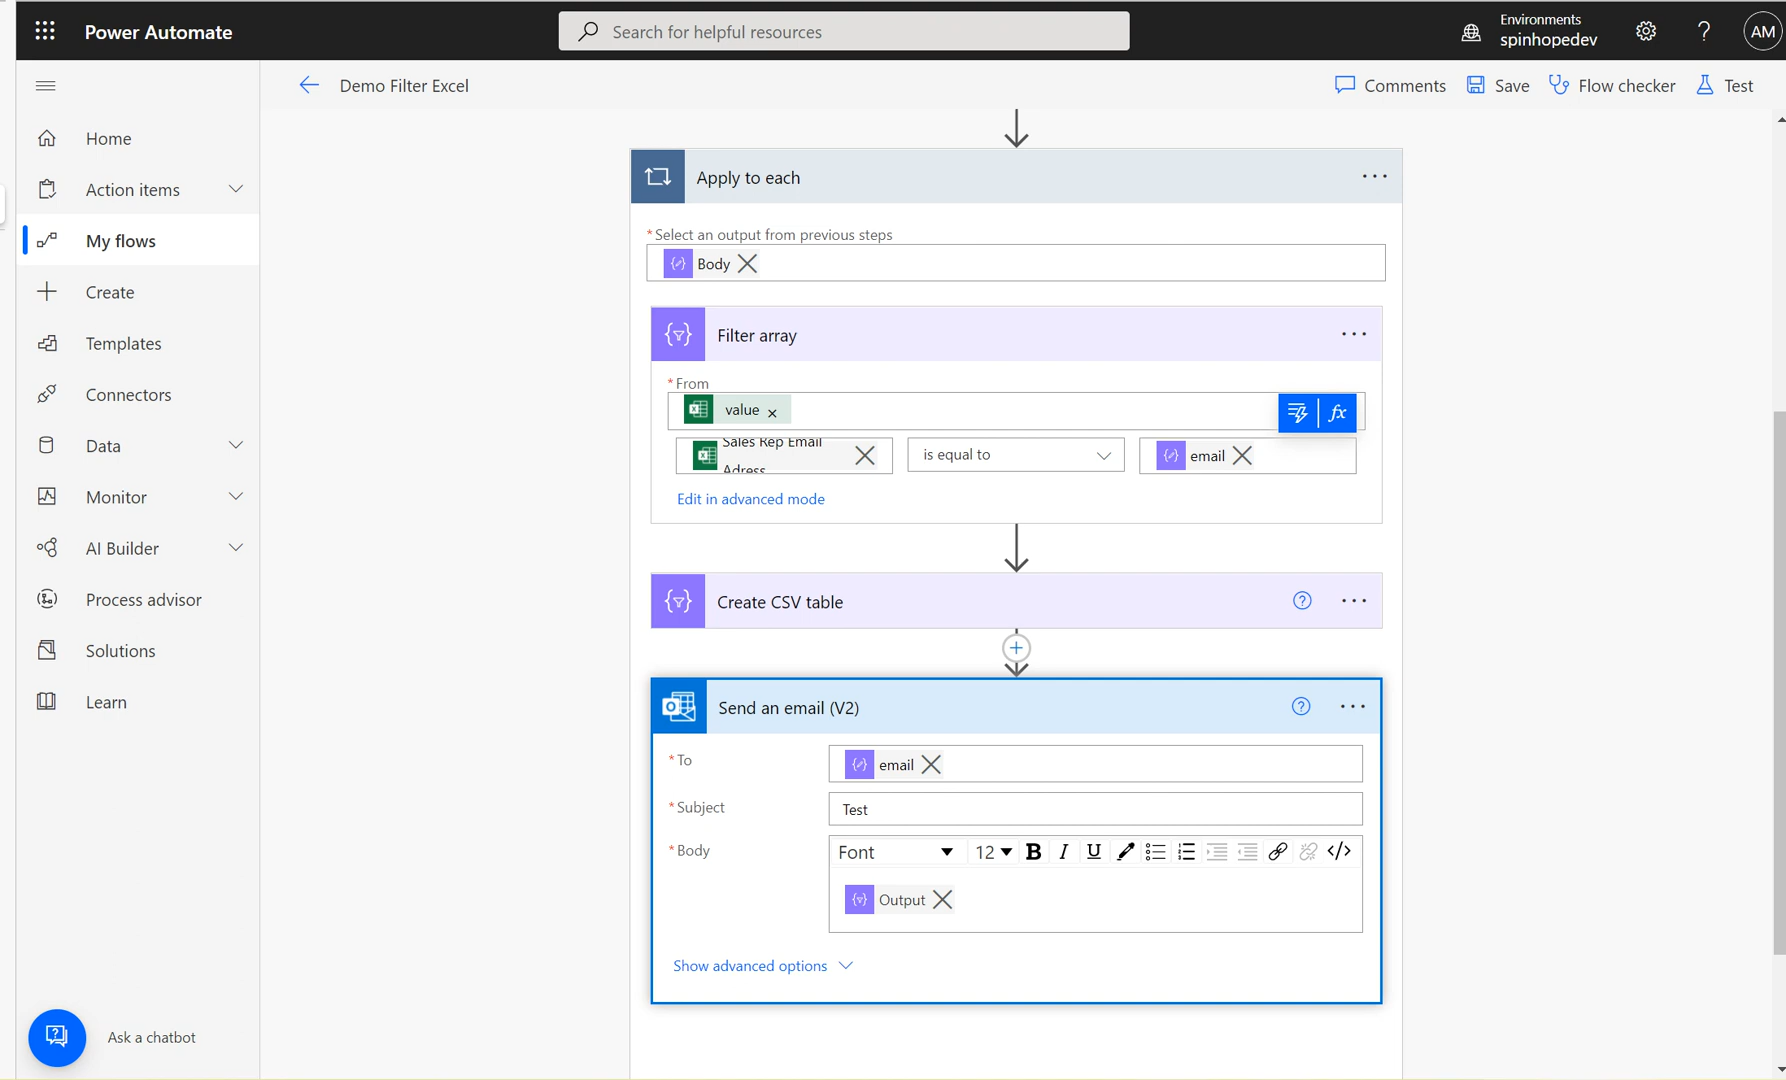 Power Automate
Search for helpful resources
Environments
spinhopedev
?
AM
Demo Filter Excel
Comments
Save
Flow checker
Test
Home
Action items
My flows
Create
Templates
Connectors
Data
Monitor
AI Builder
Process advisor
Solutions
Learn
Ask a chatbot
Apply to each
* Select an output from previous steps
Body
Filter array
* From
value
fx
Sales Rep Email
Adress
is equal to
email
Edit in advanced mode
Create CSV table
?
Send an email (V2)
?
* To
email
* Subject
Test
* Body
Font
12
B I U </>
Output
Show advanced options